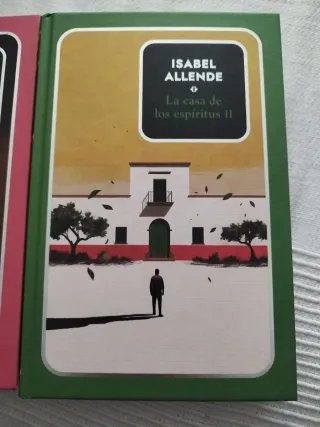 ISABEL
ALLENDE
La casa de
los espíritus II